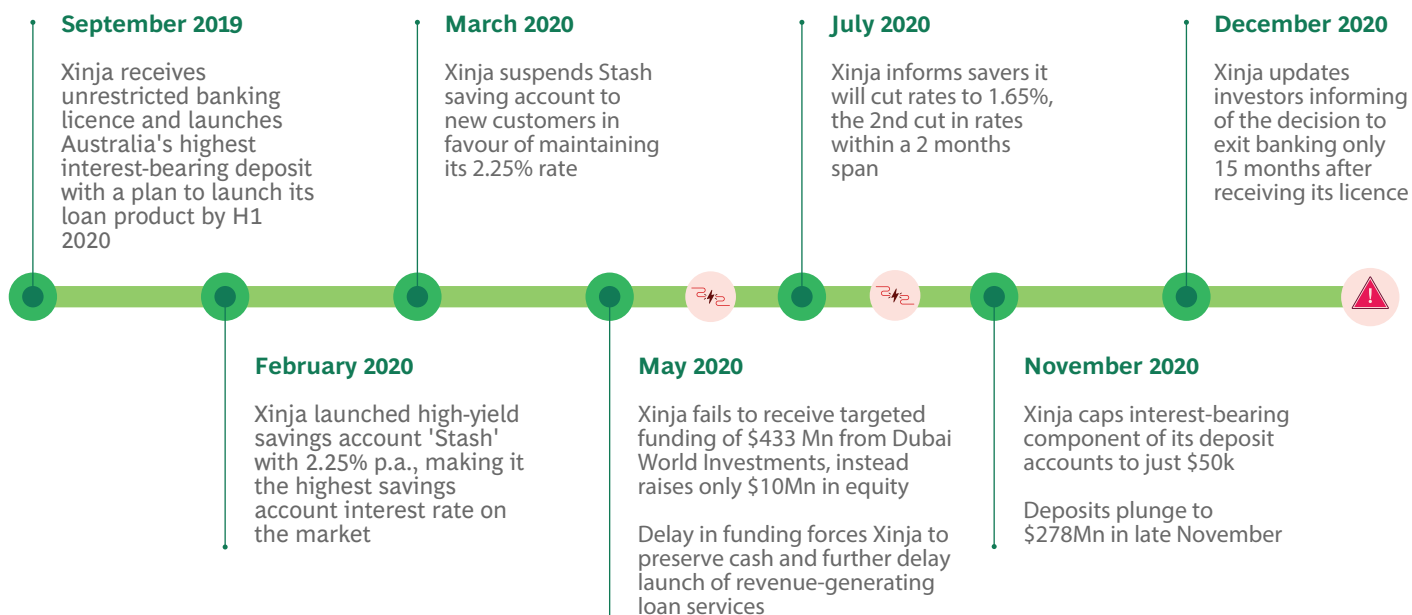 September 2019
Xinja receives
unrestricted banking
licence and launches
Australia's highest
interest-bearing deposit
with a plan to launch its
loan product by H1
2020
March 2020
Xinja suspends Stash
saving account to
new customers in
favour of maintaining
its 2.25% rate
July 2020
Xinja informs savers it
will cut rates to 1.65%,
the 2nd cut in rates
within a 2 months
span
December 2020
Xinja updates
investors informing
of the decision to
exit banking only
15 months after
receiving its licence
!
February 2020
Xinja launched high-yield
savings account 'Stash'
with 2.25% p.a., making it
the highest savings
account interest rate on
the market
May 2020
Xinja fails to receive targeted
funding of $433 Mn from Dubai
World Investments, instead
raises only $10Mn in equity
Delay in funding forces Xinja to
preserve cash and further delay
launch of revenue-generating
loan services
November 2020
Xinja caps interest-bearing
component of its deposit
accounts to just $50k
Deposits plunge to
$278Mn in late November